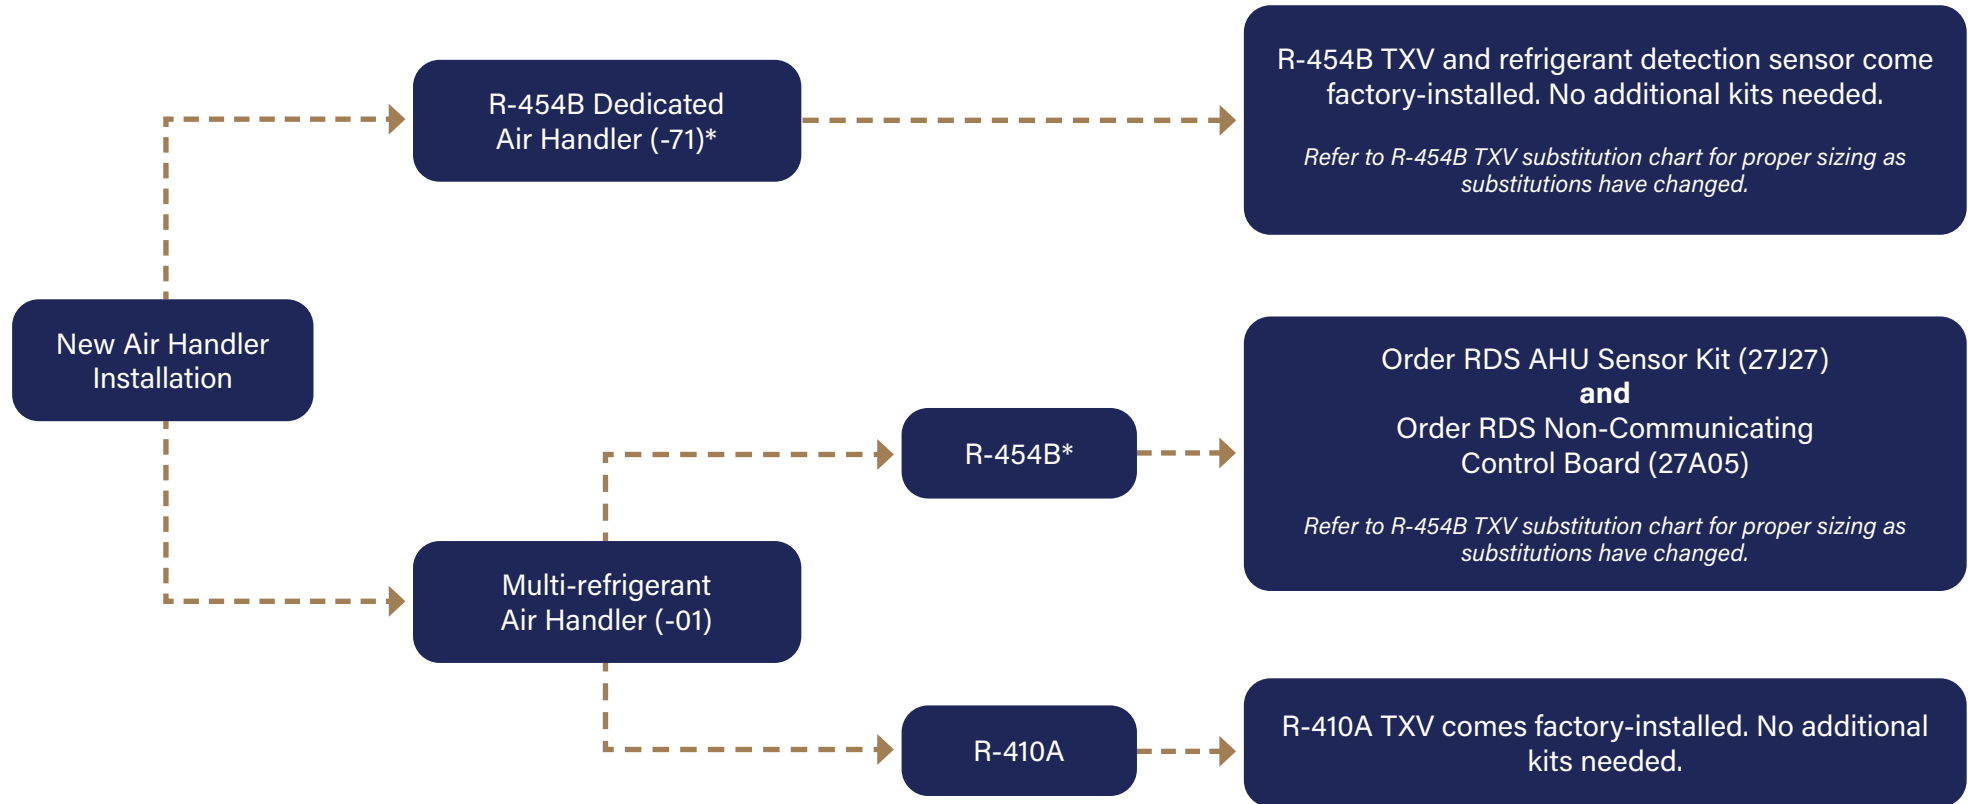 New Air Handler
Installation
R-454B Dedicated
Air Handler (-71)*
R-454B TXV and refrigerant detection sensor come
factory-installed. No additional kits needed.
Refer to R-454B TXV substitution chart for proper sizing as
substitutions have changed.
Multi-refrigerant
Air Handler (-01)
R-454B*
Order RDS AHU Sensor Kit (27J27)
and
Order RDS Non-Communicating
Control Board (27A05)
Refer to R-454B TXV substitution chart for proper sizing as
substitutions have changed.
R-410A
R-410A TXV comes factory-installed. No additional
kits needed.